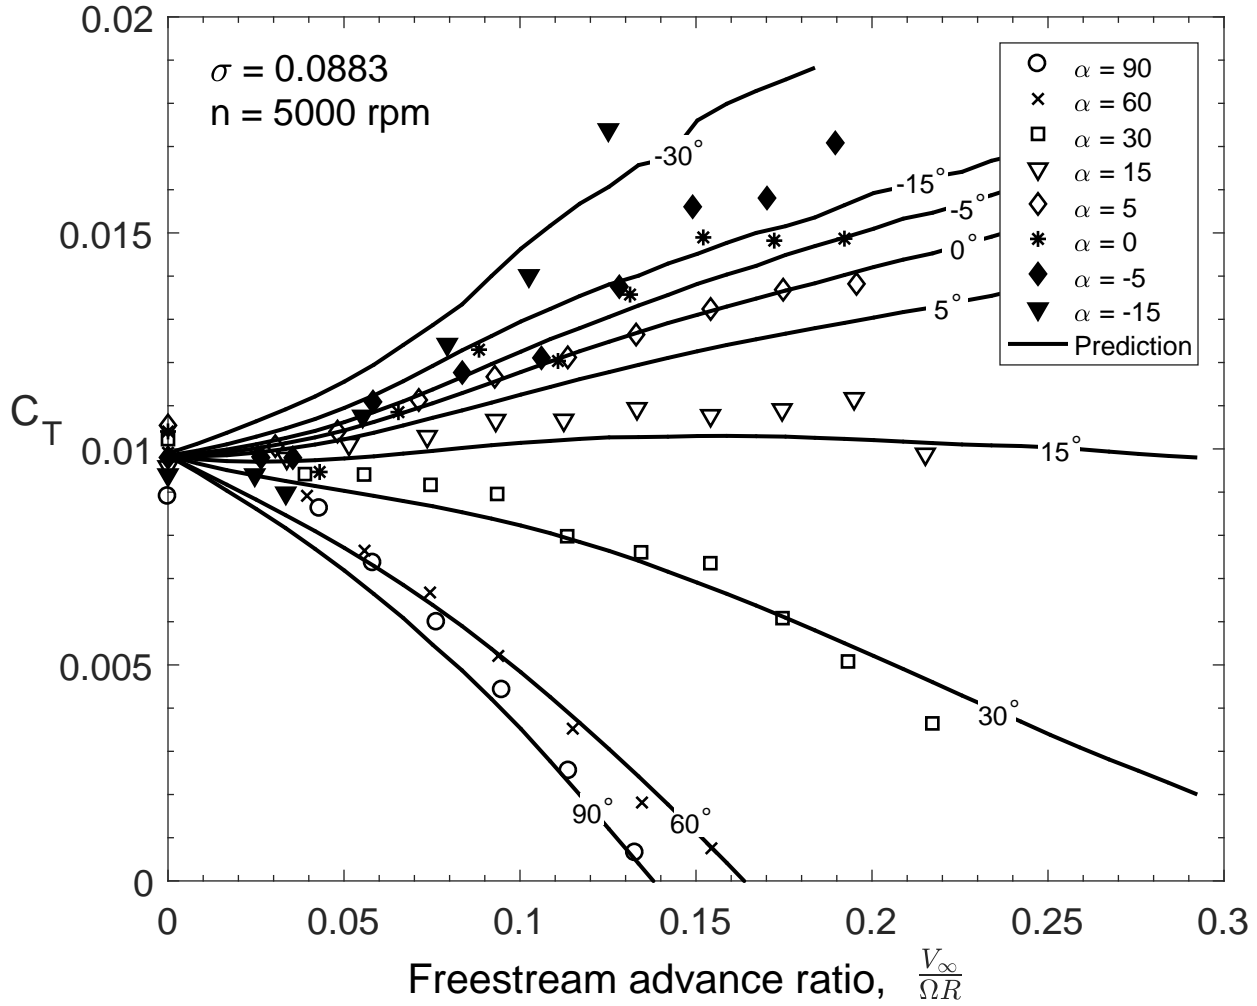 0.02
0.015
0.01
0.005
0
C_T
σ = 0.0883
n = 5000 rpm
α = 90
α = 60
α = 30
α = 15
α = 5
α = 0
α = -5
α = -15
Prediction
-30°
-15°
-5°
0°
5°
15°
30°
60°
90°
0 0.05 0.1 0.15 0.2 0.25 0.3
Freestream advance ratio, V_∞/ΩR